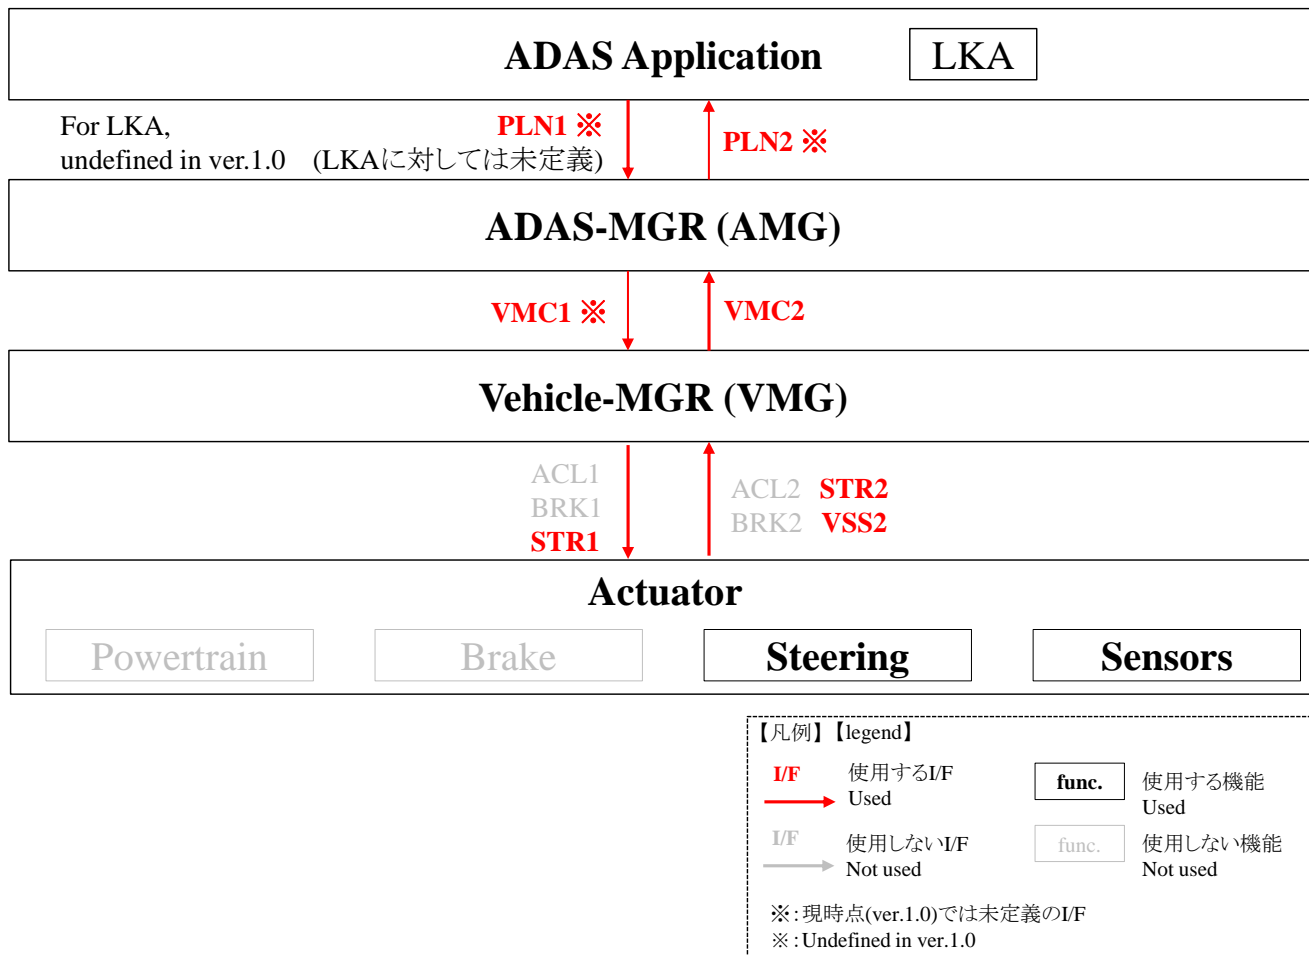 ADAS Application
LKA
For LKA,
undefined in ver.1.0 (LKAに対しては未定義)
PLN1 ※
PLN2 ※
ADAS-MGR (AMG)
VMC1 ※
VMC2
Vehicle-MGR (VMG)
ACL1
BRK1
STR1
ACL2 STR2
BRK2 VSS2
Actuator
Powertrain
Brake
Steering
Sensors
【凡例】【legend】
I/F
使用するI/F
Used
func.
使用する機能
Used
I/F
使用しないI/F
Not used
func.
使用しない機能
Not used
※:現時点(ver.1.0)では未定義のI/F
※:Undefined in ver.1.0